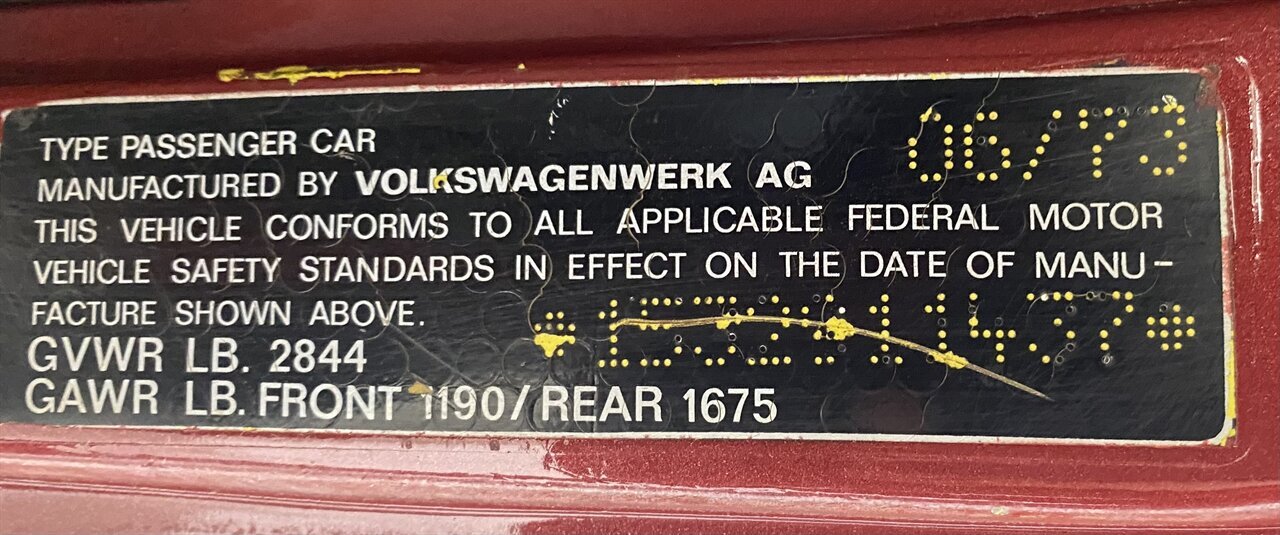 TYPE PASSENGER CAR 06/73
MANUFACTURED BY VOLKSWAGENWERK AG
THIS VEHICLE CONFORMS TO ALL APPLICABLE FEDERAL MOTOR
VEHICLE SAFETY STANDARDS IN EFFECT ON THE DATE OF MANU-
FACTURE SHOWN ABOVE. *1532911437*
GVWR LB. 2844
GAWR LB. FRONT 1190/REAR 1675